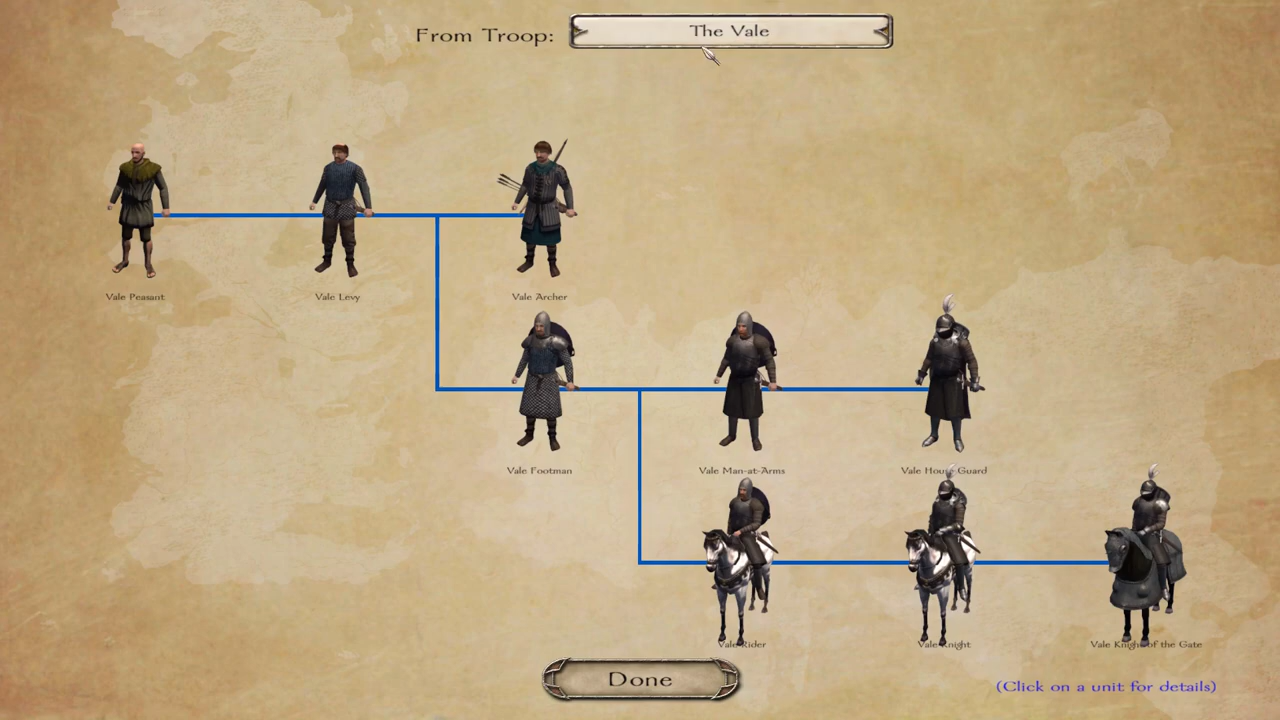 From Troop:
The Vale
Vale Peasant
Vale Levy
Vale Archer
Vale Footman
Vale Man-at-Arms
Vale House Guard
Vale Rider
Vale Knight
Vale Knight of the Gate
Done
(Click on a unit for details)